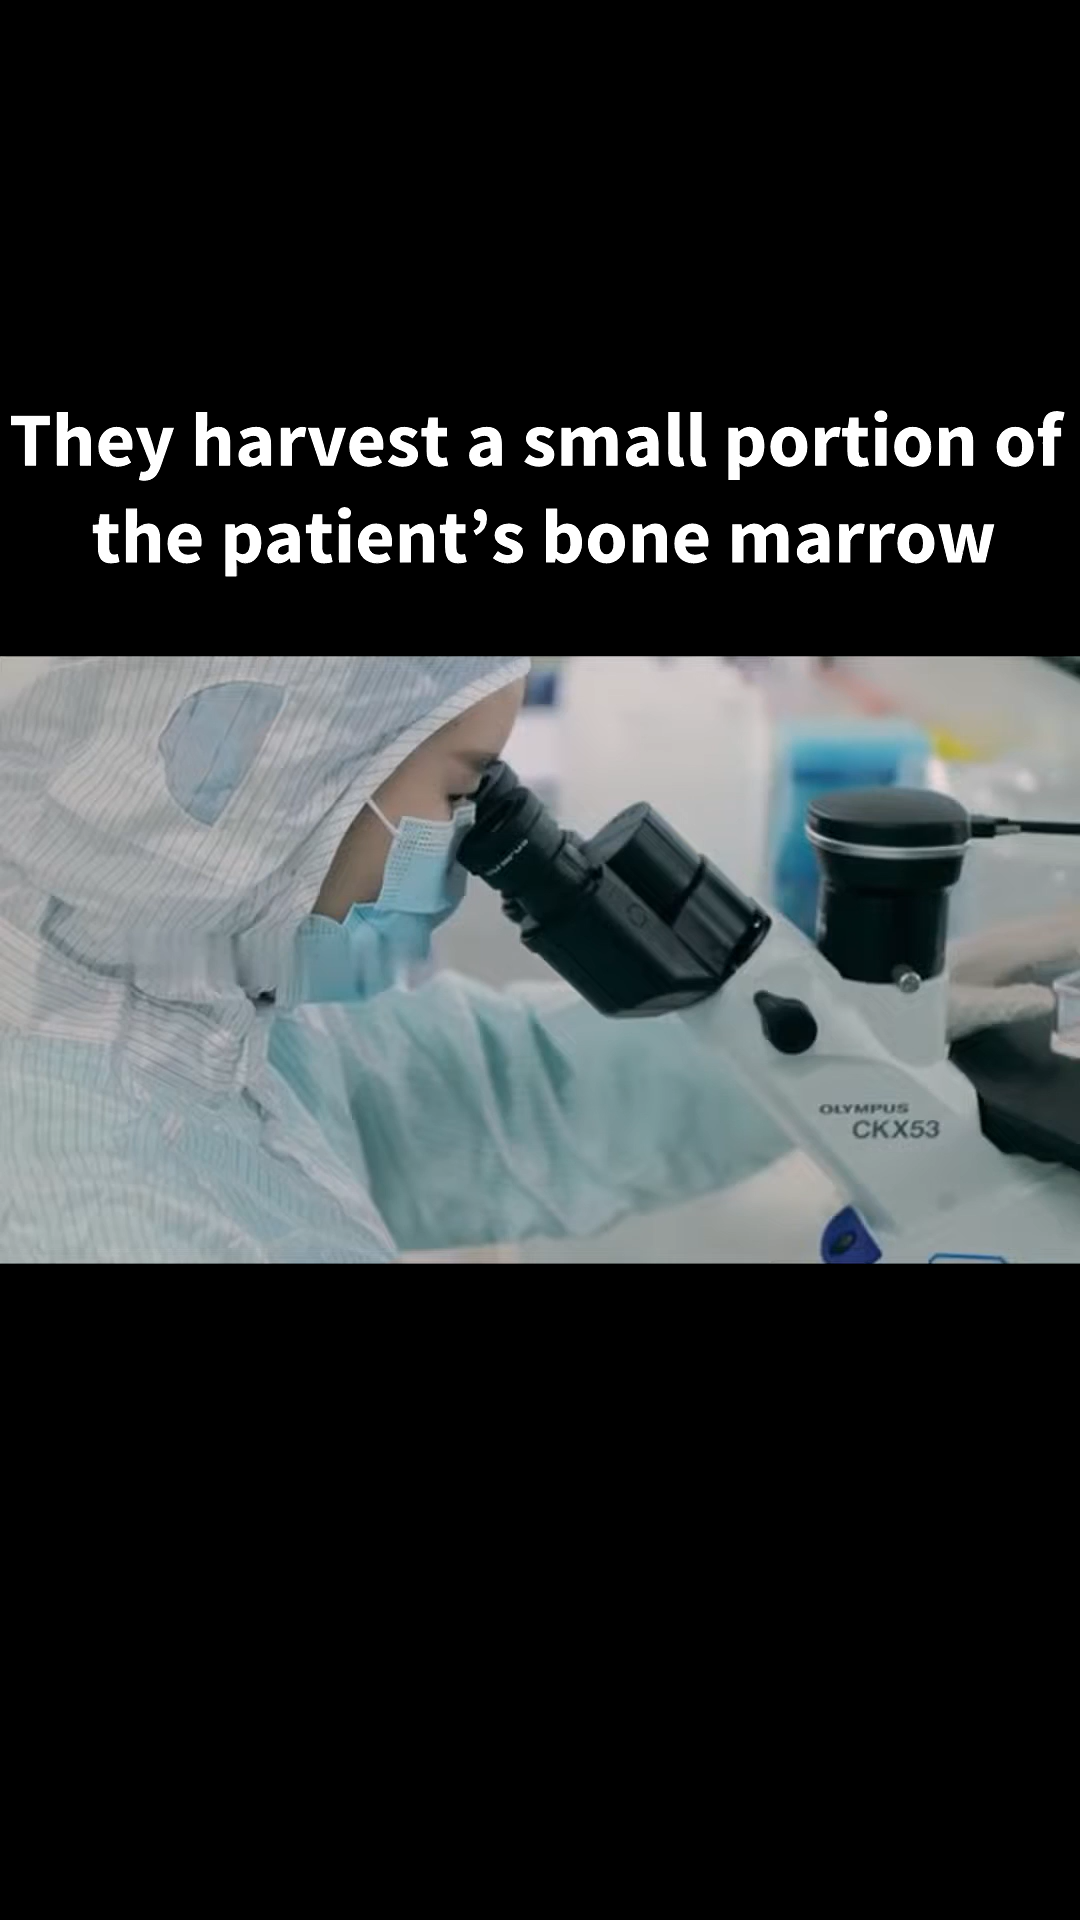 They harvest a small portion of
the patient’s bone marrow
OLYMPUS
CKX53